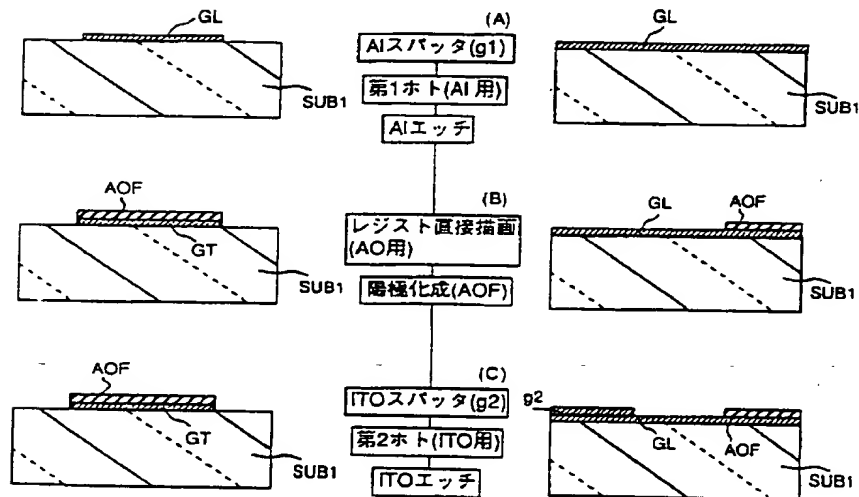 GL
SUB1
(A)
Alスパッタ(g1)
第1ホト(Al用)
Alエッチ
GL
SUB1
AOF
GT
SUB1
(B)
レジスト直接描画
(AO用)
陽極化成(AOF)
GL
AOF
SUB1
AOF
GT
SUB1
(C)
ITOスパッタ(g2)
第2ホト(ITO用)
ITOエッチ
g2
GL
AOF
SUB1